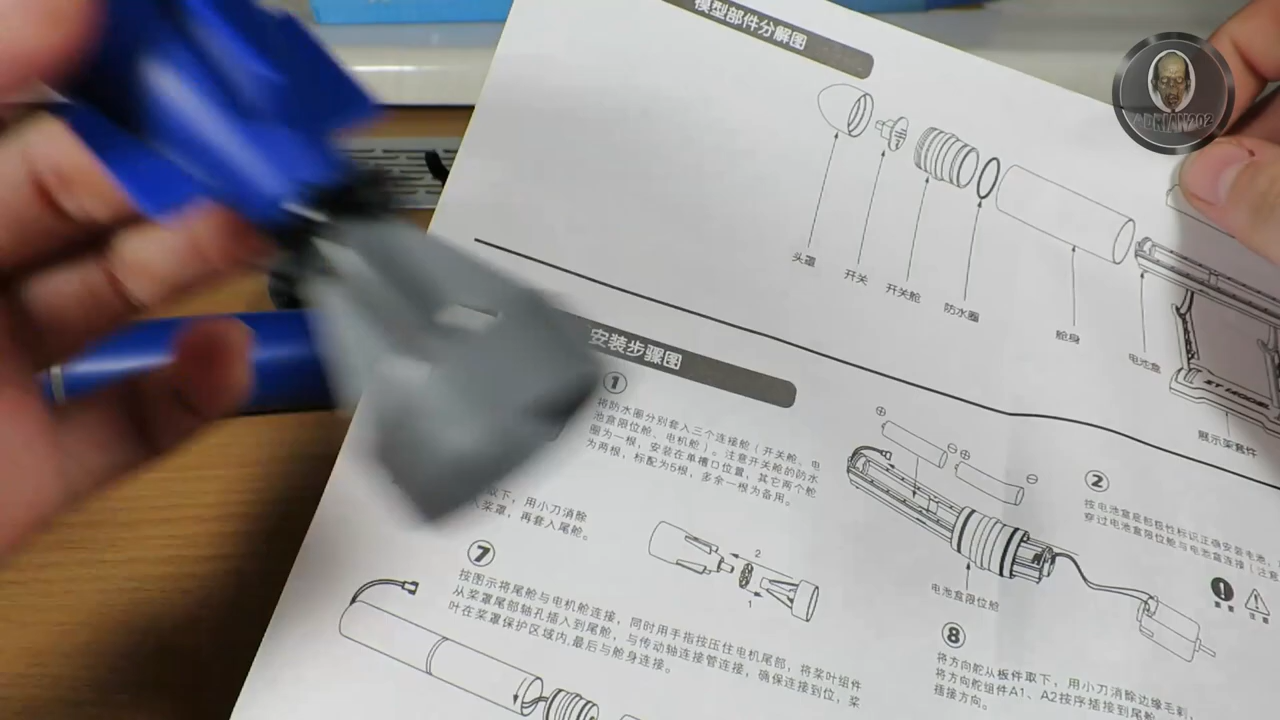 模型部件分解图
ADRIAN202
头罩
开关
开关舱
防水圈
舱身
电池盒
展示架套件
安装步骤图
①
将防水圈分别套入三个连接舱(开关舱、电
池盒限位舱、电机舱)。注意开关舱的防水
圈为一根,安装在单槽口位置,其它两个舱
为两根,标配为5根,多余一根为备用。
②
按电池盒底部极性标识正确安装电池、
穿过电池盒限位舱与电池盒连接(注意
⊕
⊖
⊕
⊖
电池盒限位舱
重要
注意
取下,用小刀消除
桨罩,再套入尾舱。
2
1
⑦
按图示将尾舱与电机舱连接,同时用手指按压住电机尾部,将桨叶组件
从桨罩尾部轴孔插入到尾舱,与传动轴连接管连接,确保连接到位,桨
叶在桨罩保护区域内,最后与舱身连接。
⑧
将方向舵从板件取下,用小刀消除边缘毛刺,
将方向舵组件A1、A2按序插接到尾舱
插接方向。